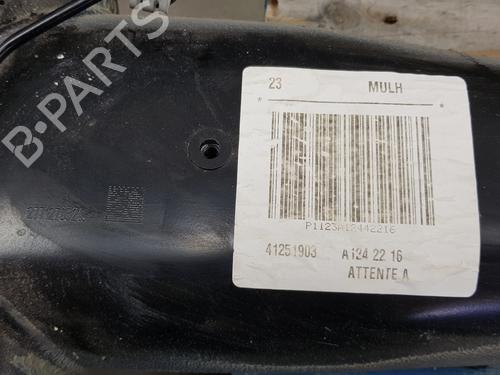 23 MULH
* *
P1123A12442216
41251903 A124 22 16
ATTENTE A
B-PARTS